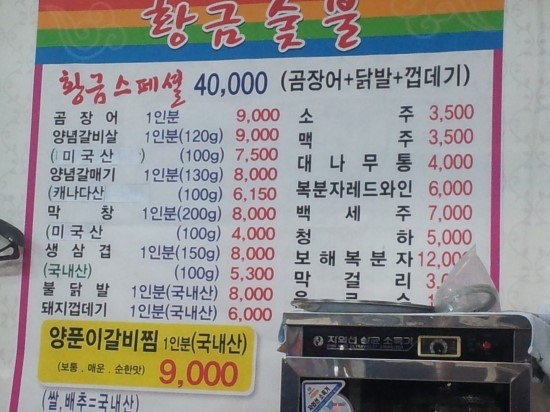 황금숯불
황금스페셜 40,000 (곰장어+닭발+껍데기)
곰장어 1인분 9,000
양념갈비살 1인분(120g) 9,000
(미국산) (100g) 7,500
양념갈매기 1인분(130g) 8,000
(캐나다산 (100g) 6,150
막창 1인분(200g) 8,000
(미국산 (100g) 4,000
생삼겹 1인분(150g) 8,000
(국내산) (100g) 5,300
불닭발 1인분(국내산) 8,000
돼지껍데기 1인분(국내산) 6,000
양푼이갈비찜 1인분(국내산)
(보통.매운.순한맛) 9,000
(쌀,배추=국내산)
소주 3,500
맥주 3,500
대나무통 4,000
복분자레드와인 6,000
백세주 7,000
청하 5,000
보해복분자 12,000
막걸리